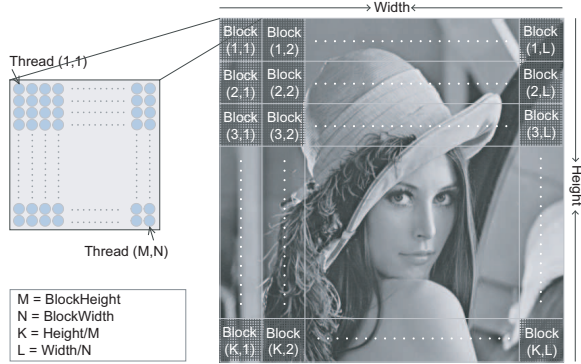 Width
Block (1,1)
Block (1,2)
Block (1,L)
Thread (1,1)
Block (2,1)
Block (2,2)
Block (2,L)
Block (3,1)
Block (3,2)
Block (3,L)
Height
Thread (M,N)
M = BlockHeight
N = BlockWidth
K = Height/M
L = Width/N
Block (K,1)
Block (K,2)
Block (K,L)